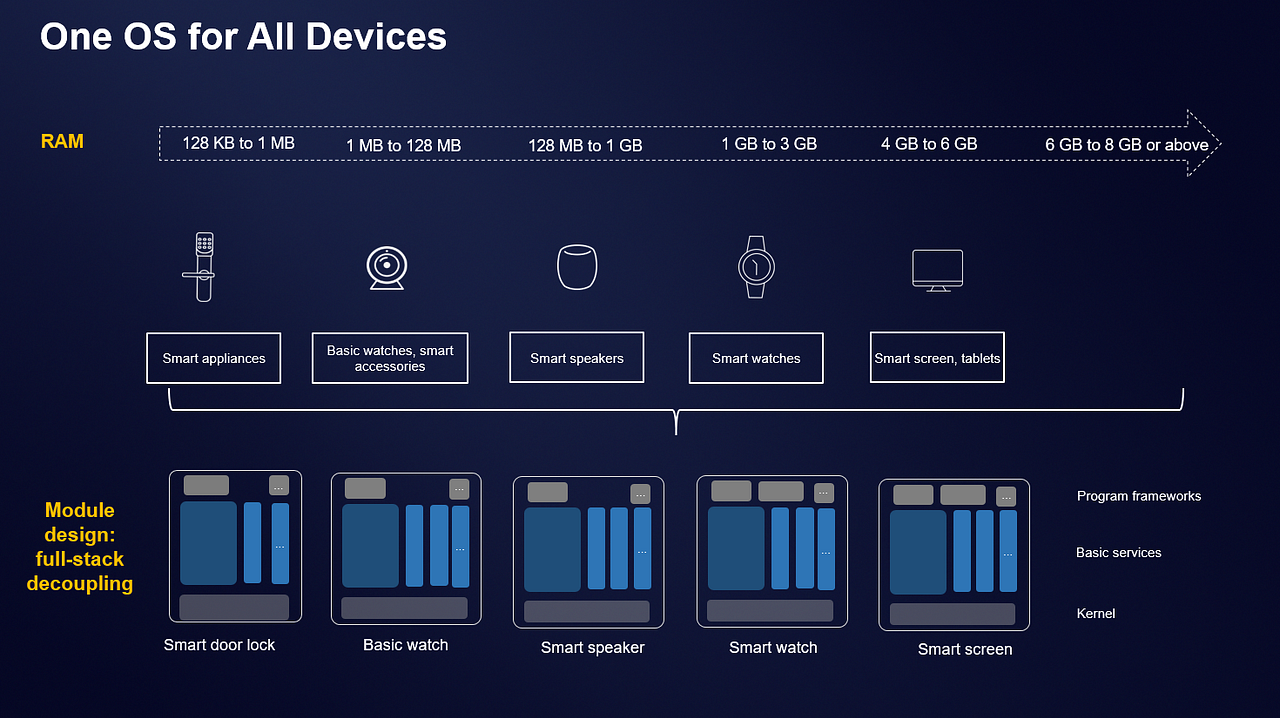 One OS for All Devices
RAM
128 KB to 1 MB
1 MB to 128 MB
128 MB to 1 GB
1 GB to 3 GB
4 GB to 6 GB
6 GB to 8 GB or above
Smart appliances
Basic watches, smart
accessories
Smart speakers
Smart watches
Smart screen, tablets
Module
design:
full-stack
decoupling
...
...
...
...
...
...
...
...
...
...
Program frameworks
Basic services
Kernel
Smart door lock
Basic watch
Smart speaker
Smart watch
Smart screen